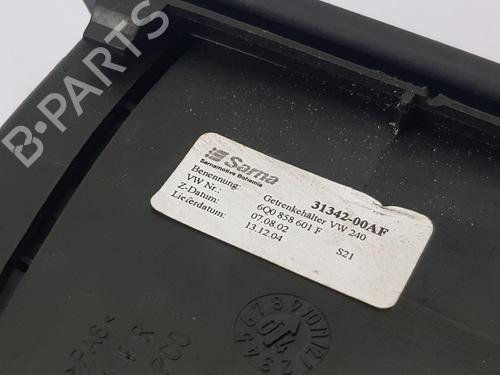 B-PARTS
Sarna
Sarnamotive Bohemia
31342-00AF
Benennung: Getrenkehälter VW 240
VW Nr.: 6Q0 858 601 F
Z-Datum: 07.08.02 S21
Lieferdatum: 13.12.04
>PA6<